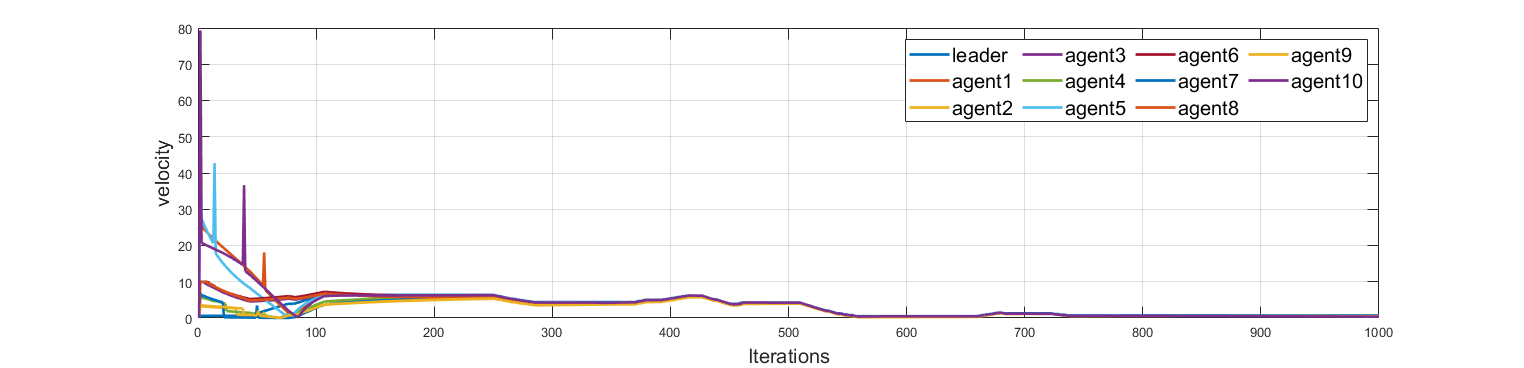 80
70
60
50
40
30
20
10
0
velocity
leader agent3 agent6 agent9
agent1 agent4 agent7 agent10
agent2 agent5 agent8
0 100 200 300 400 500 600 700 800 900 1000
Iterations